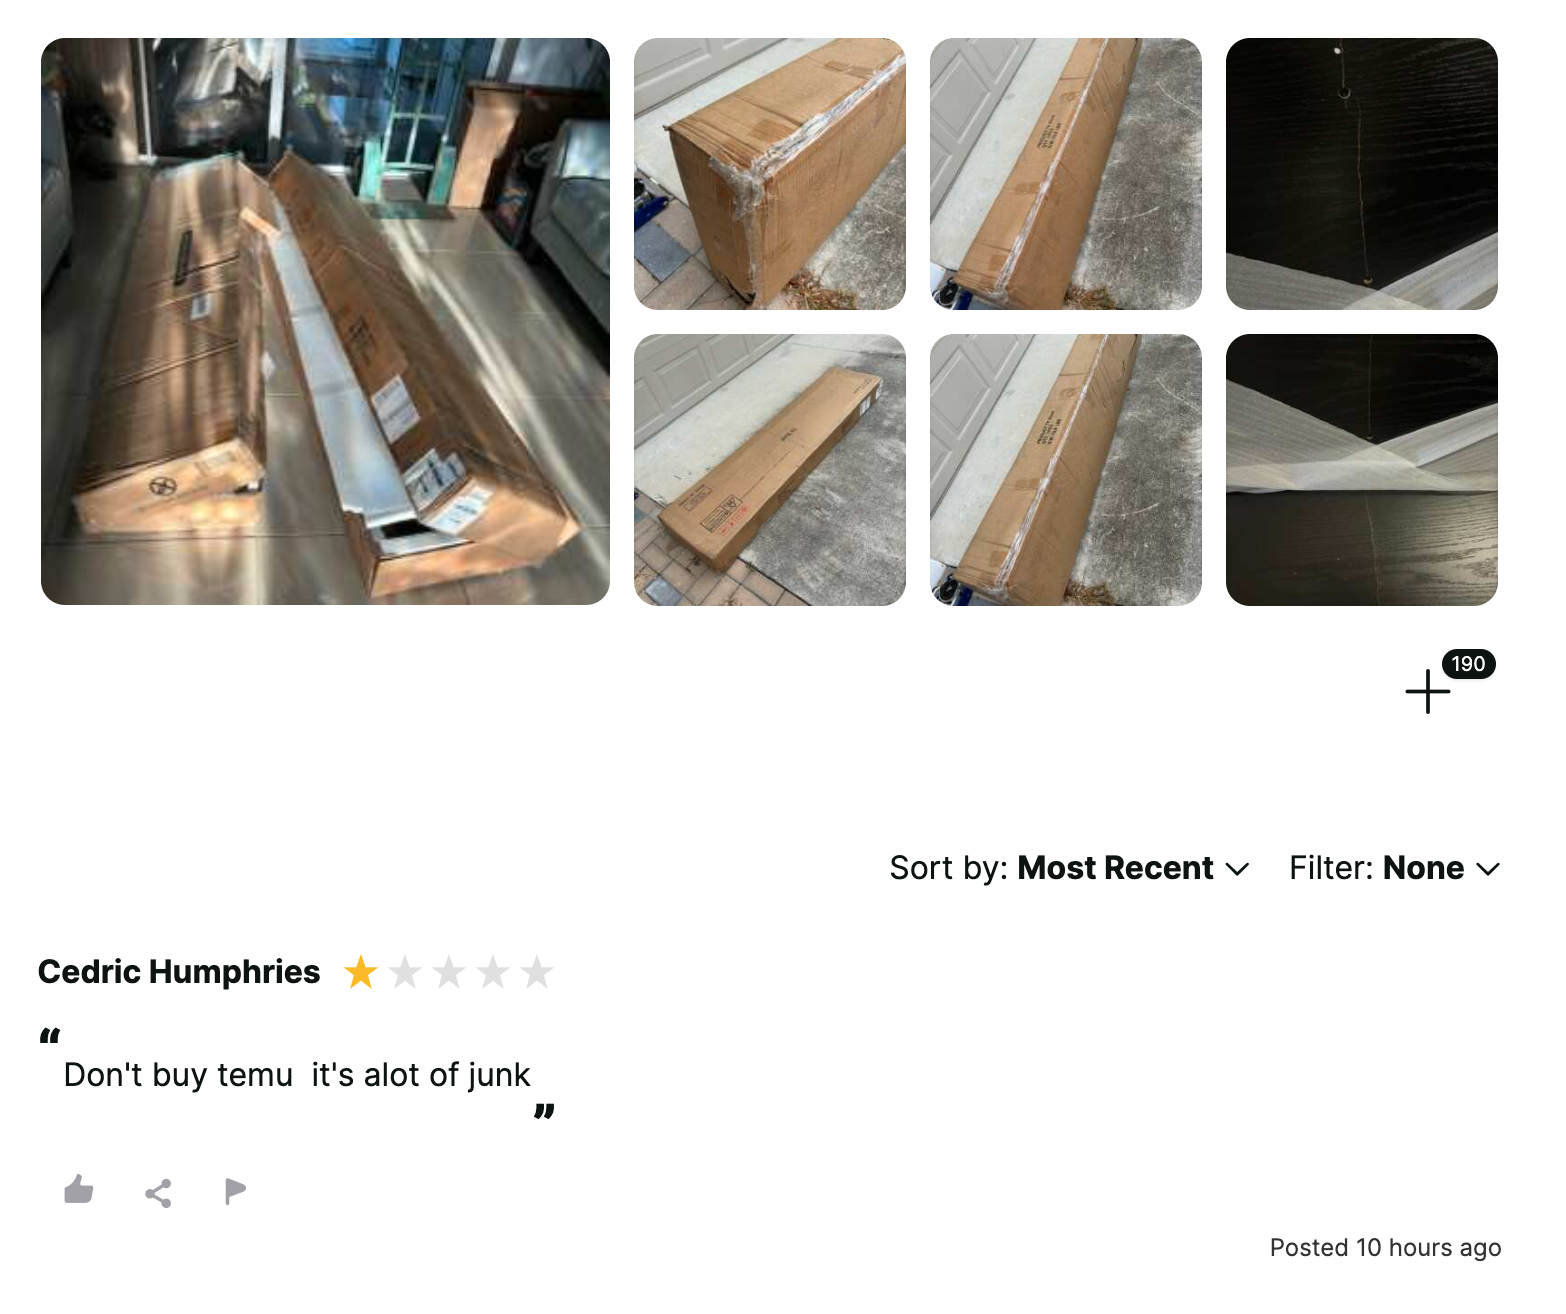 190
Sort by: Most Recent
Filter: None
Cedric Humphries
“
Don't buy temu  it's alot of junk
”
Posted 10 hours ago